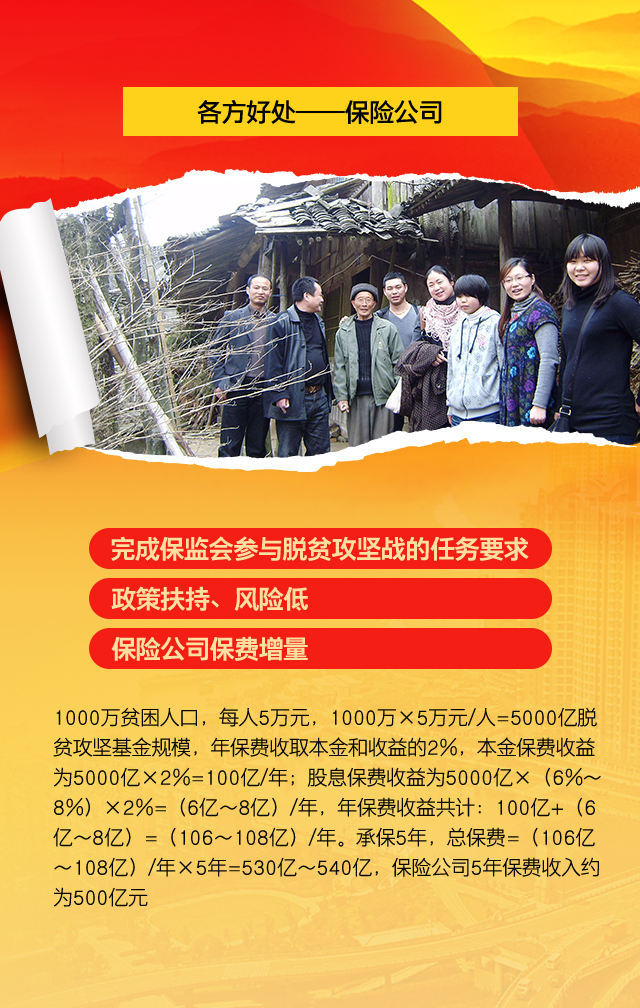 各方好处——保险公司
完成保监会参与脱贫攻坚战的任务要求
政策扶持、风险低
保险公司保费增量
1000万贫困人口，每人5万元，1000万×5万元/人=5000亿脱
贫攻坚基金规模，年保费收取本金和收益的2%，本金保费收益
为5000亿×2%=100亿/年；股息保费收益为5000亿×（6%～
8%）×2%=（6亿～8亿）/年，年保费收益共计：100亿+（6
亿～8亿）=（106～108亿）/年。承保5年，总保费=（106亿
～108亿）/年×5年=530亿～540亿，保险公司5年保费收入约
为500亿元